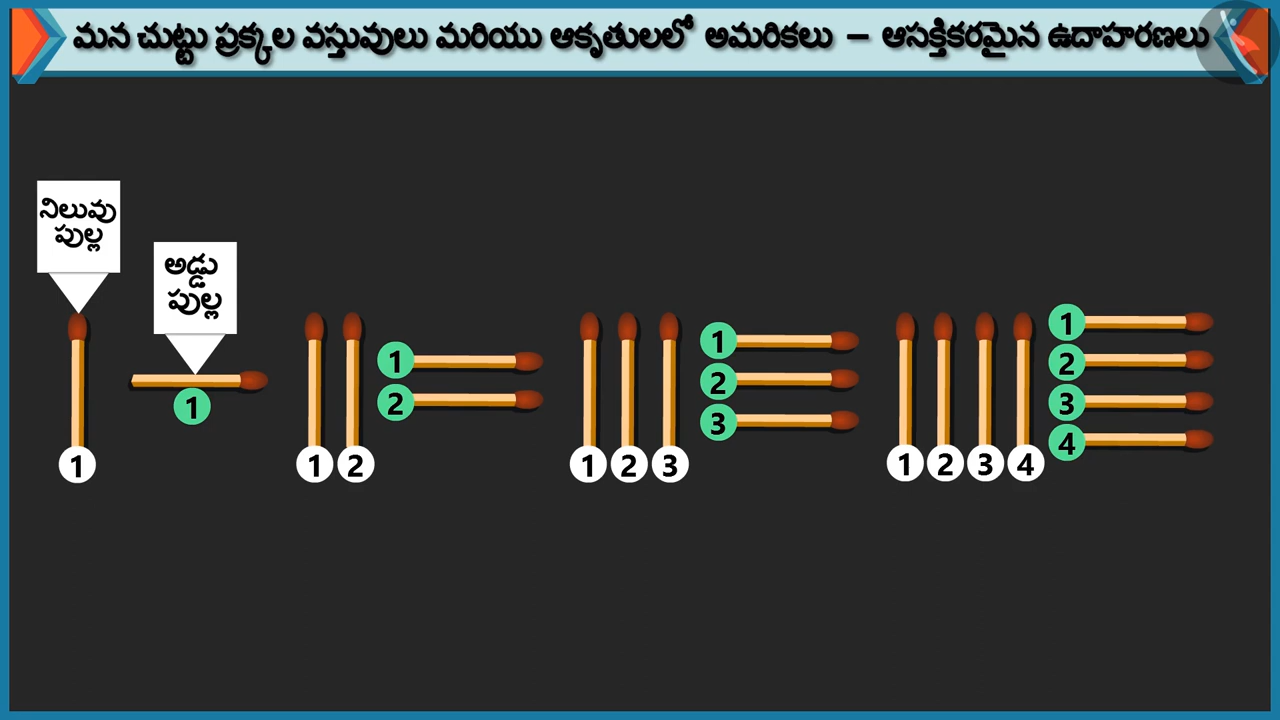 మన చుట్టు ప్రక్కల వస్తువులు మరియు ఆకృతులలో అమరికలు – ఆసక్తికరమైన ఉదాహరణలు
నిలువు
పుల్ల
అడ్డు
పుల్ల
1
1
1 2
1
2
1 2 3
1
2
3
1 2 3 4
1
2
3
4